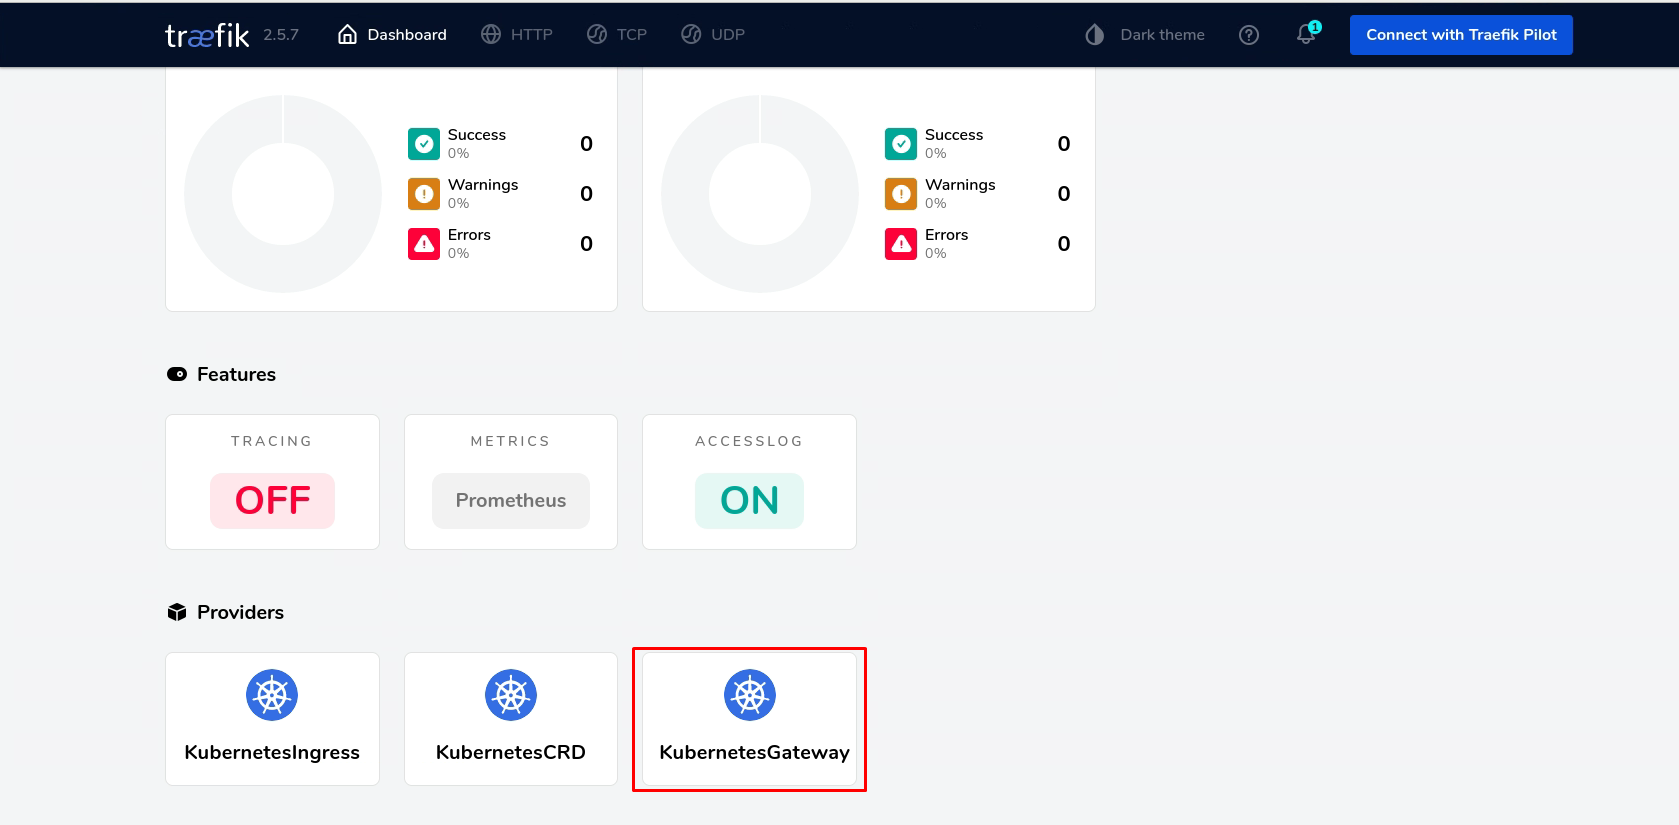 træfik 2.5.7 Dashboard HTTP TCP UDP Dark theme 1 Connect with Traefik Pilot
Success 0
0%
Warnings 0
0%
Errors 0
0%
Success 0
0%
Warnings 0
0%
Errors 0
0%
Features
TRACING
OFF
METRICS
Prometheus
ACCESSLOG
ON
Providers
KubernetesIngress
KubernetesCRD
KubernetesGateway